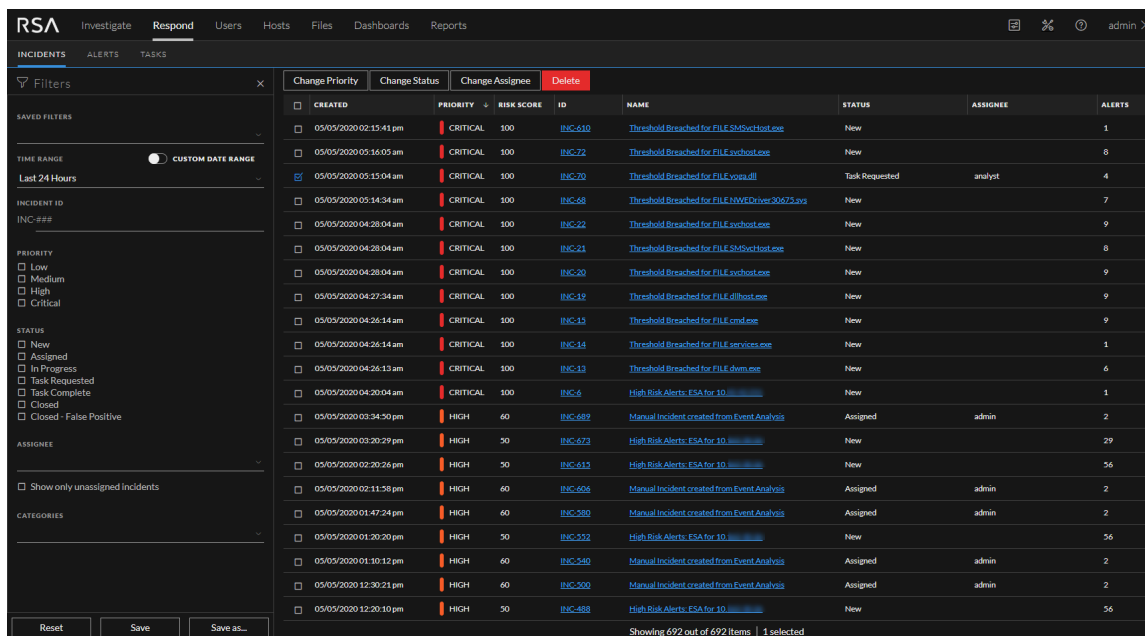 RSA Investigate Respond Users Hosts Files Dashboards Reports admin
INCIDENTS ALERTS TASKS
Filters
SAVED FILTERS
TIME RANGE CUSTOM DATE RANGE
Last 24 Hours
INCIDENT ID
INC-###
PRIORITY
Low
Medium
High
Critical
STATUS
New
Assigned
In Progress
Task Requested
Task Complete
Closed
Closed - False Positive
ASSIGNEE
Show only unassigned incidents
CATEGORIES
Reset Save Save as...
Change Priority Change Status Change Assignee Delete
CREATED PRIORITY RISK SCORE ID NAME STATUS ASSIGNEE ALERTS
05/05/2020 02:15:41 pm CRITICAL 100 INC-610 Threshold Breached for FILE SMSvcHost.exe New 1
05/05/2020 05:16:05 am CRITICAL 100 INC-72 Threshold Breached for FILE svchost.exe New 8
05/05/2020 05:15:04 am CRITICAL 100 INC-70 Threshold Breached for FILE yoga.dll Task Requested analyst 4
05/05/2020 05:14:34 am CRITICAL 100 INC-68 Threshold Breached for FILE NWEDriver30675.sys New 7
05/05/2020 04:28:04 am CRITICAL 100 INC-22 Threshold Breached for FILE svchost.exe New 9
05/05/2020 04:28:04 am CRITICAL 100 INC-21 Threshold Breached for FILE SMSvcHost.exe New 8
05/05/2020 04:28:04 am CRITICAL 100 INC-20 Threshold Breached for FILE svchost.exe New 9
05/05/2020 04:27:34 am CRITICAL 100 INC-19 Threshold Breached for FILE dllhost.exe New 9
05/05/2020 04:26:14 am CRITICAL 100 INC-15 Threshold Breached for FILE cmd.exe New 9
05/05/2020 04:26:14 am CRITICAL 100 INC-14 Threshold Breached for FILE services.exe New 1
05/05/2020 04:26:13 am CRITICAL 100 INC-13 Threshold Breached for FILE dwm.exe New 6
05/05/2020 04:20:04 am CRITICAL 100 INC-6 High Risk Alerts: ESA for 10. New 1
05/05/2020 03:34:50 pm HIGH 60 INC-689 Manual Incident created from Event Analysis Assigned admin 2
05/05/2020 03:20:29 pm HIGH 50 INC-673 High Risk Alerts: ESA for 10. New 29
05/05/2020 02:20:26 pm HIGH 50 INC-615 High Risk Alerts: ESA for 10. New 56
05/05/2020 02:11:58 pm HIGH 60 INC-606 Manual Incident created from Event Analysis Assigned admin 2
05/05/2020 01:47:24 pm HIGH 60 INC-580 Manual Incident created from Event Analysis Assigned admin 2
05/05/2020 01:20:20 pm HIGH 50 INC-552 High Risk Alerts: ESA for 10. New 56
05/05/2020 01:10:12 pm HIGH 60 INC-540 Manual Incident created from Event Analysis Assigned admin 2
05/05/2020 12:30:21 pm HIGH 60 INC-500 Manual Incident created from Event Analysis Assigned admin 2
05/05/2020 12:20:10 pm HIGH 50 INC-488 High Risk Alerts: ESA for 10. New 56
Showing 692 out of 692 items | 1 selected